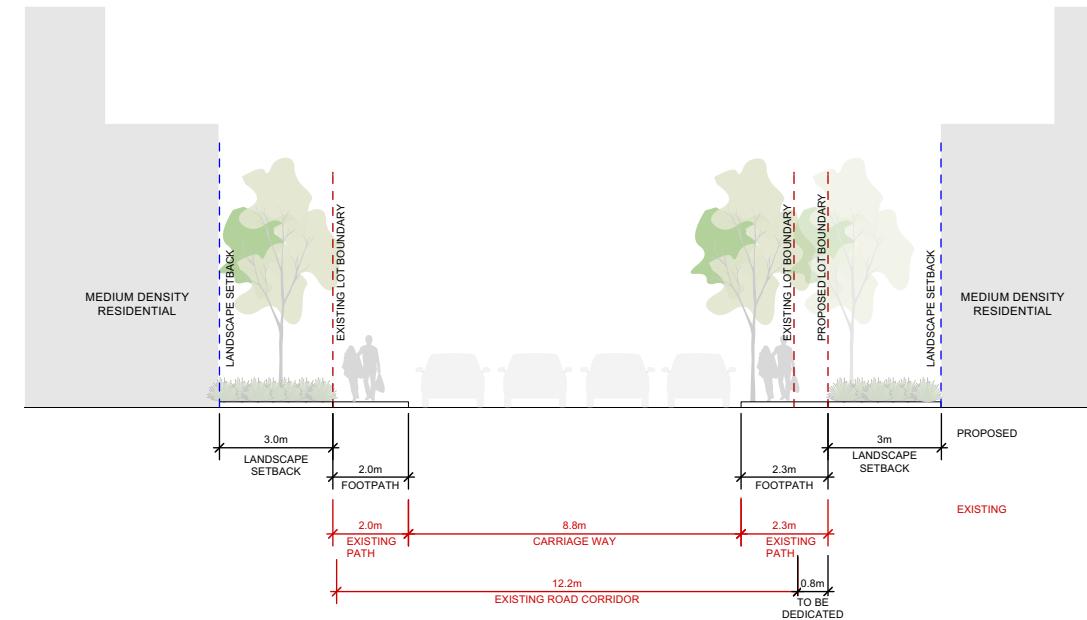 LANDSCAPE SETBACK
EXISTING LOT BOUNDARY
EXISTING LOT BOUNDARY
PROPOSED LOT BOUNDARY
LANDSCAPE SETBACK
MEDIUM DENSITY
RESIDENTIAL
MEDIUM DENSITY
RESIDENTIAL
3.0m
LANDSCAPE
SETBACK
2.0m
FOOTPATH
2.3m
FOOTPATH
3m
LANDSCAPE
SETBACK
PROPOSED
EXISTING
2.0m
EXISTING
PATH
8.8m
CARRIAGE WAY
2.3m
EXISTING
PATH
12.2m
EXISTING ROAD CORRIDOR
0.8m
TO BE
DEDICATED